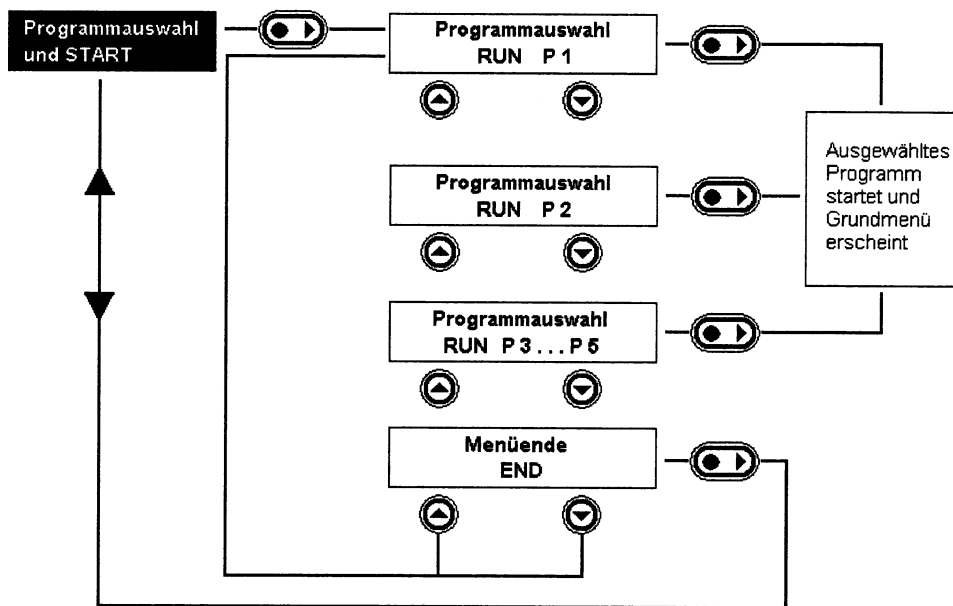 Programmauswahl
und START
Programmauswahl
RUN P 1
Programmauswahl
RUN P 2
Ausgewähltes
Programm
startet und
Grundmenü
erscheint
Programmauswahl
RUN P 3 . . . P 5
Menüende
END